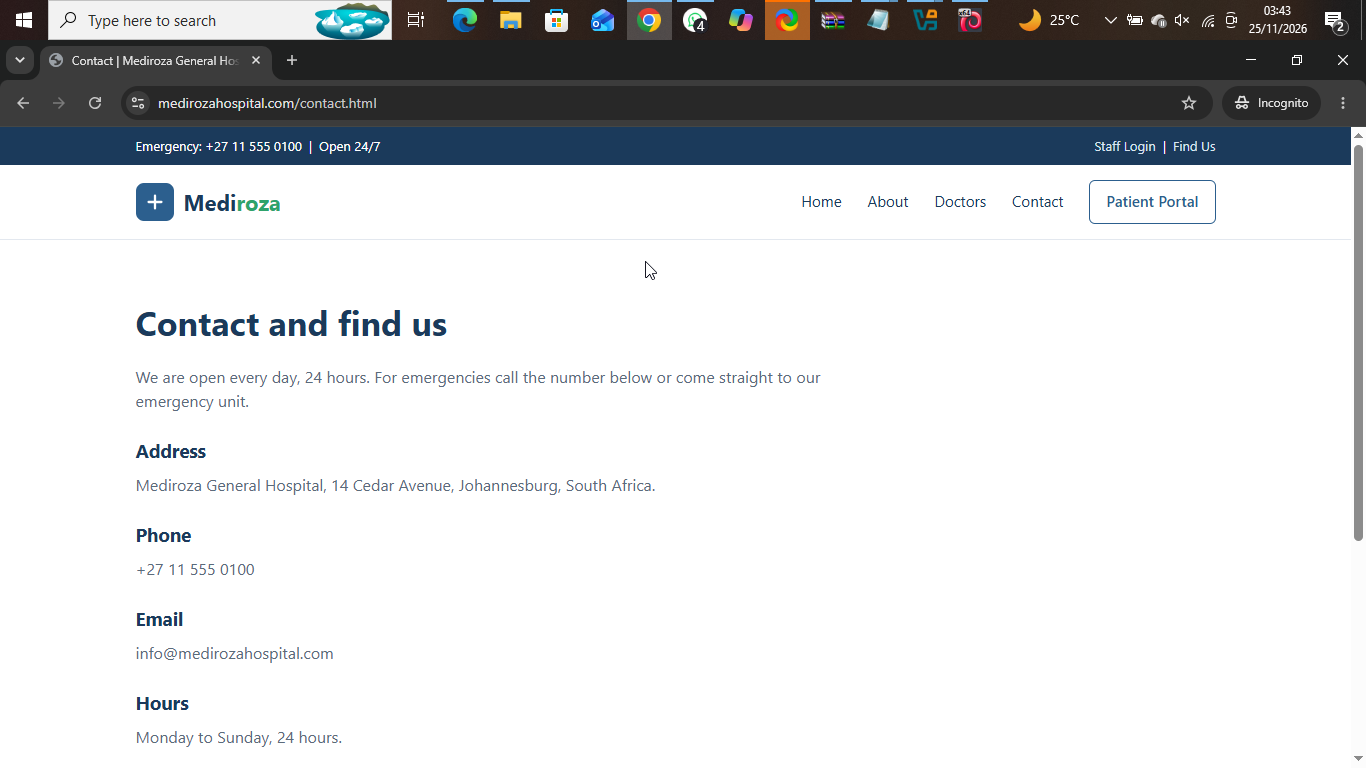 Type here to search
4
25°C
03:43
25/11/2026
2
Contact | Mediroza General Hos
medirozahospital.com/contact.html
Incognito
Emergency: +27 11 555 0100 | Open 24/7
Staff Login | Find Us
Mediroza
Home About Doctors Contact Patient Portal
Contact and find us
We are open every day, 24 hours. For emergencies call the number below or come straight to our
emergency unit.
Address
Mediroza General Hospital, 14 Cedar Avenue, Johannesburg, South Africa.
Phone
+27 11 555 0100
Email
info@medirozahospital.com
Hours
Monday to Sunday, 24 hours.